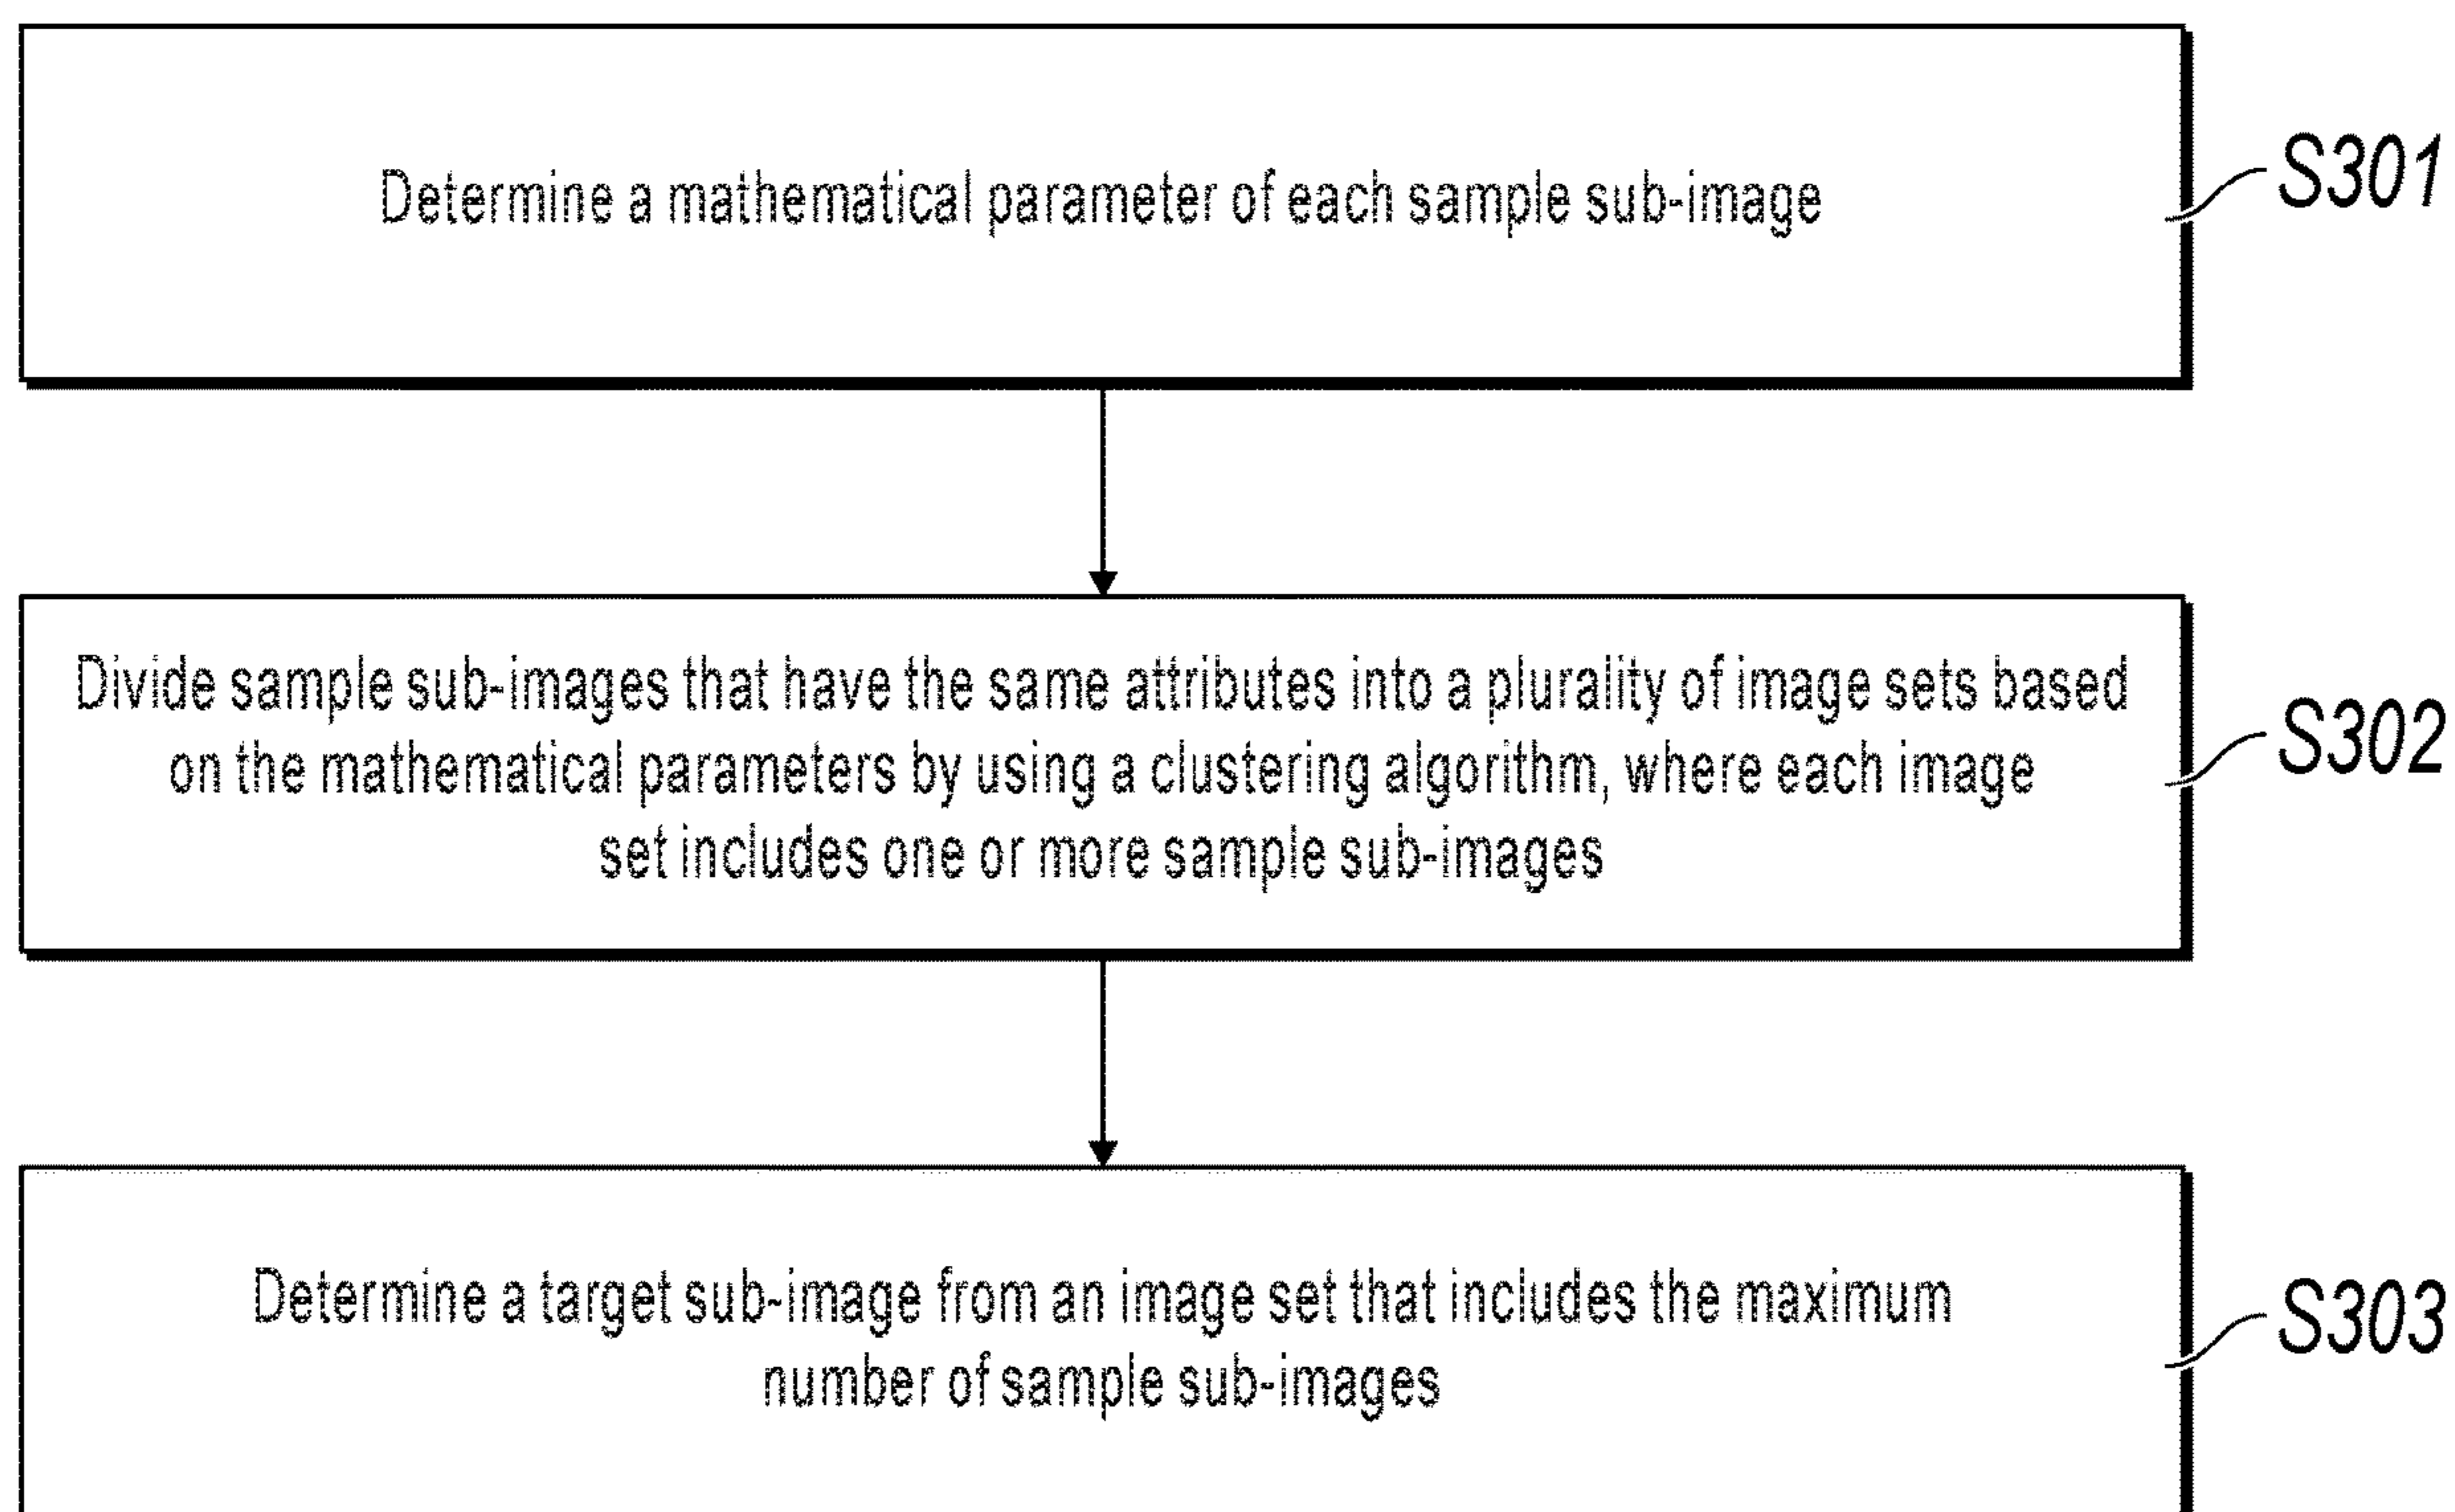 Determine a mathematical parameter of each sample sub-image
S301
Divide sample sub-images that have the same attributes into a plurality of image sets based
on the mathematical parameters by using a clustering algorithm, where each image
set includes one or more sample sub-images
S302
Determine a target sub-image from an image set that includes the maximum
number of sample sub-images
S303